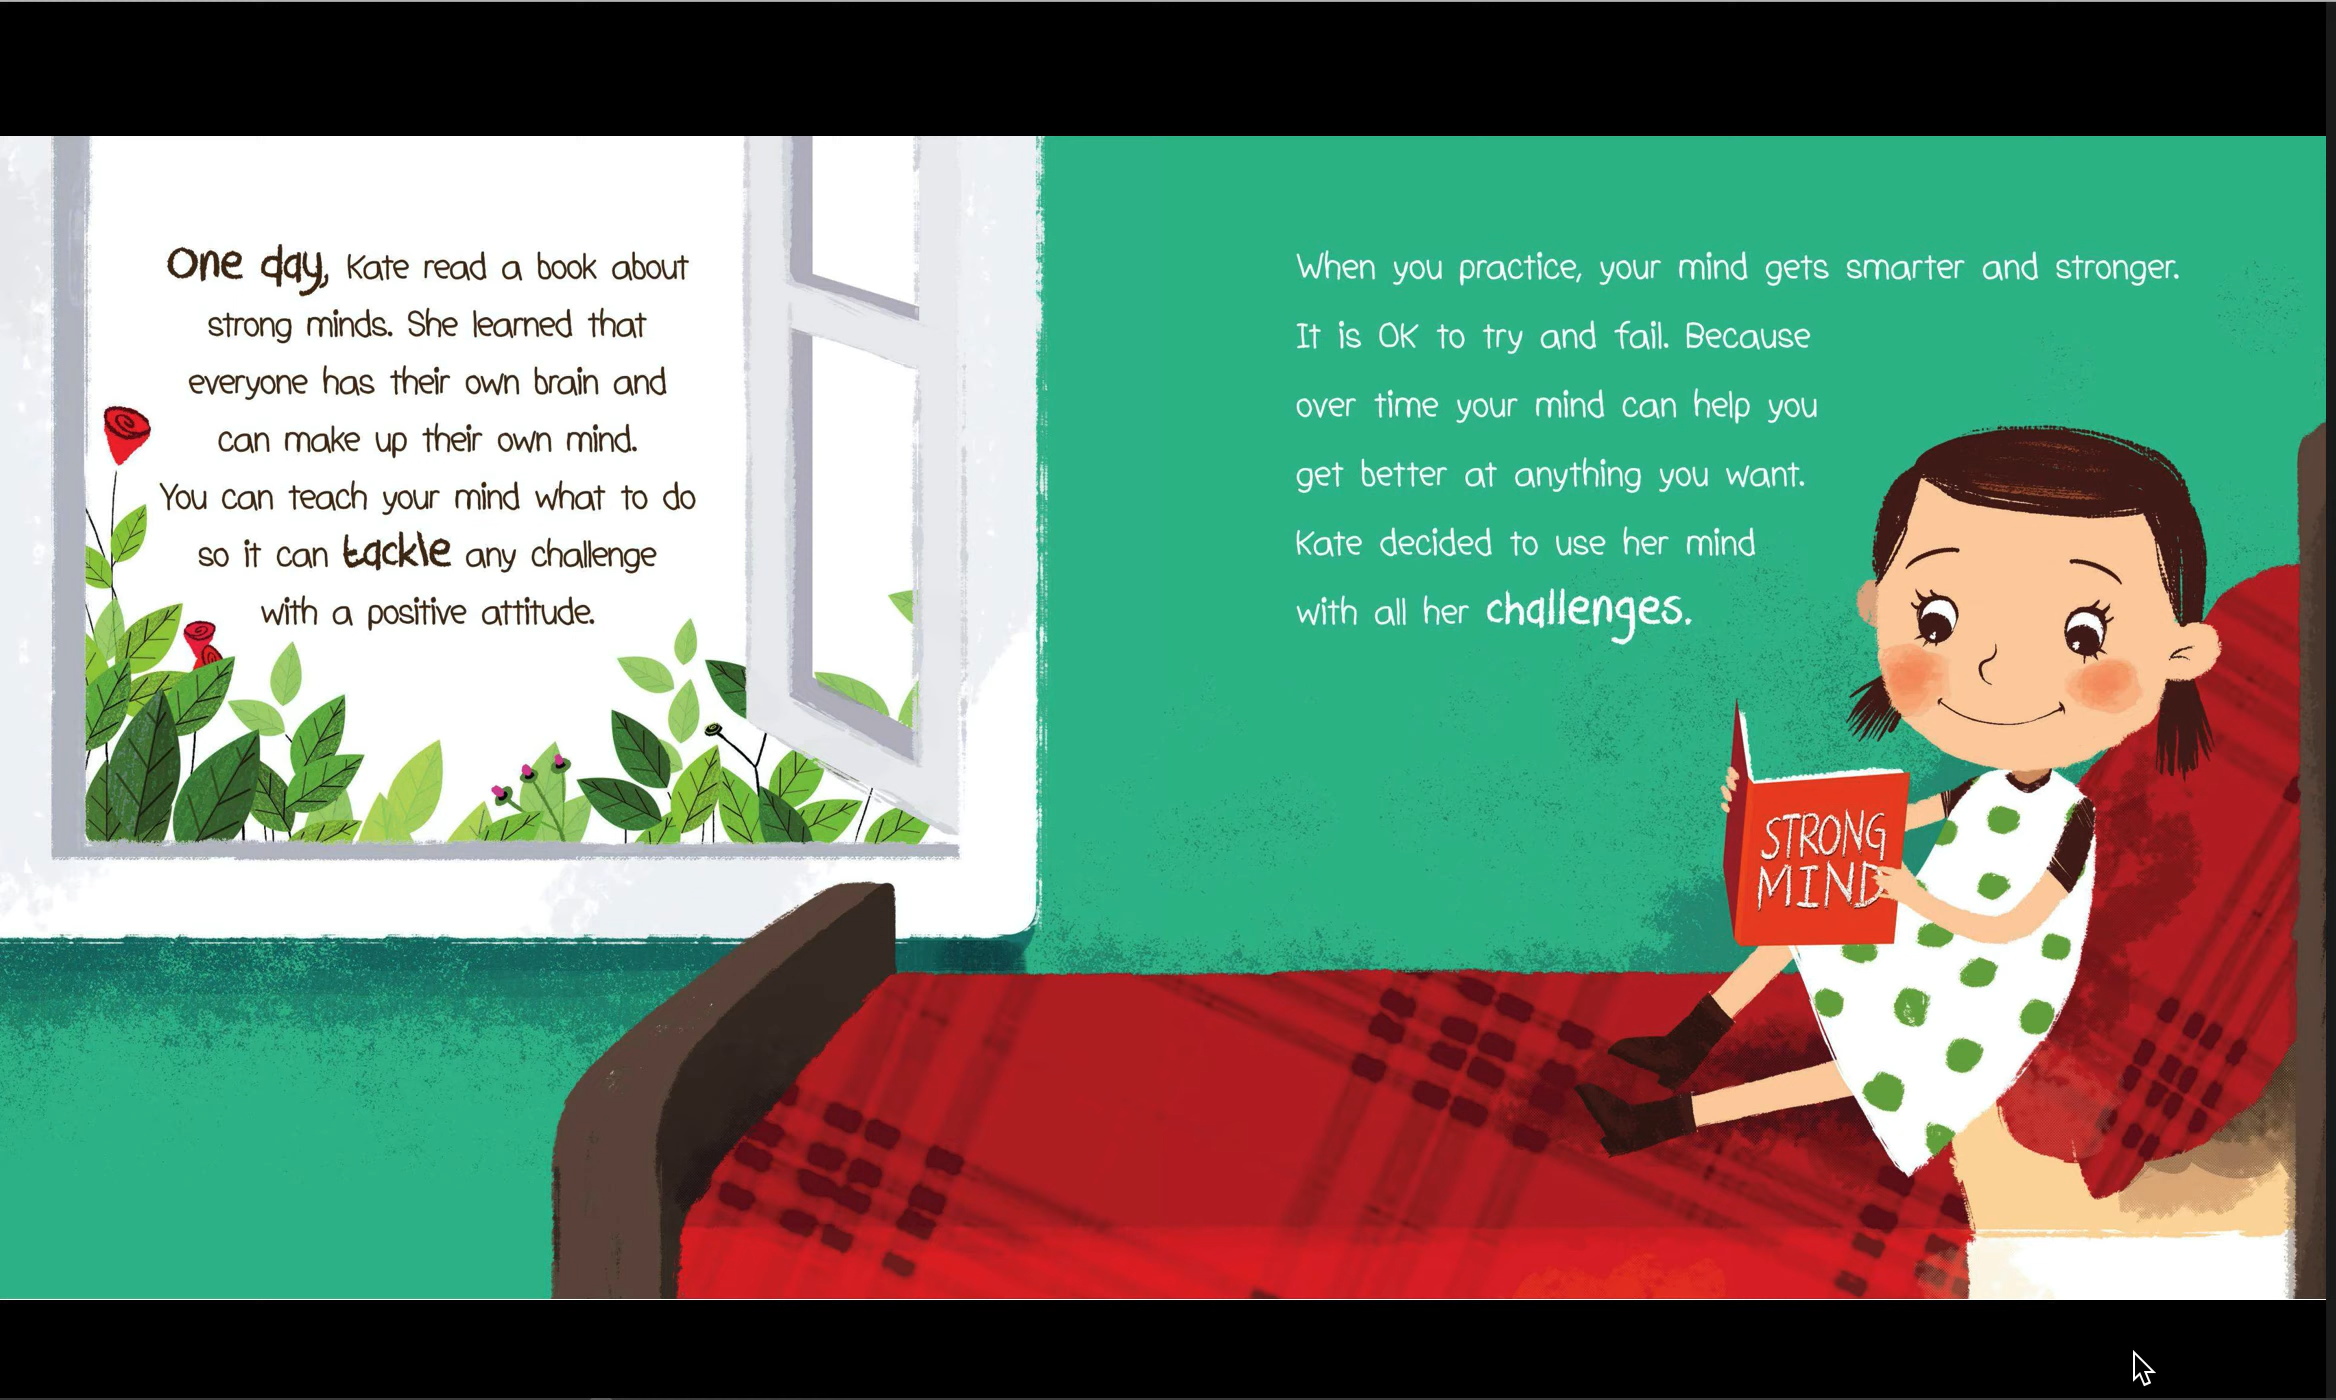 One day, Kate read a book about
strong minds. She learned that
everyone has their own brain and
can make up their own mind.
You can teach your mind what to do
so it can tackle any challenge
with a positive attitude.
When you practice, your mind gets smarter and stronger.
It is OK to try and fail. Because
over time your mind can help you
get better at anything you want.
Kate decided to use her mind
with all her challenges.
STRONG
MIND